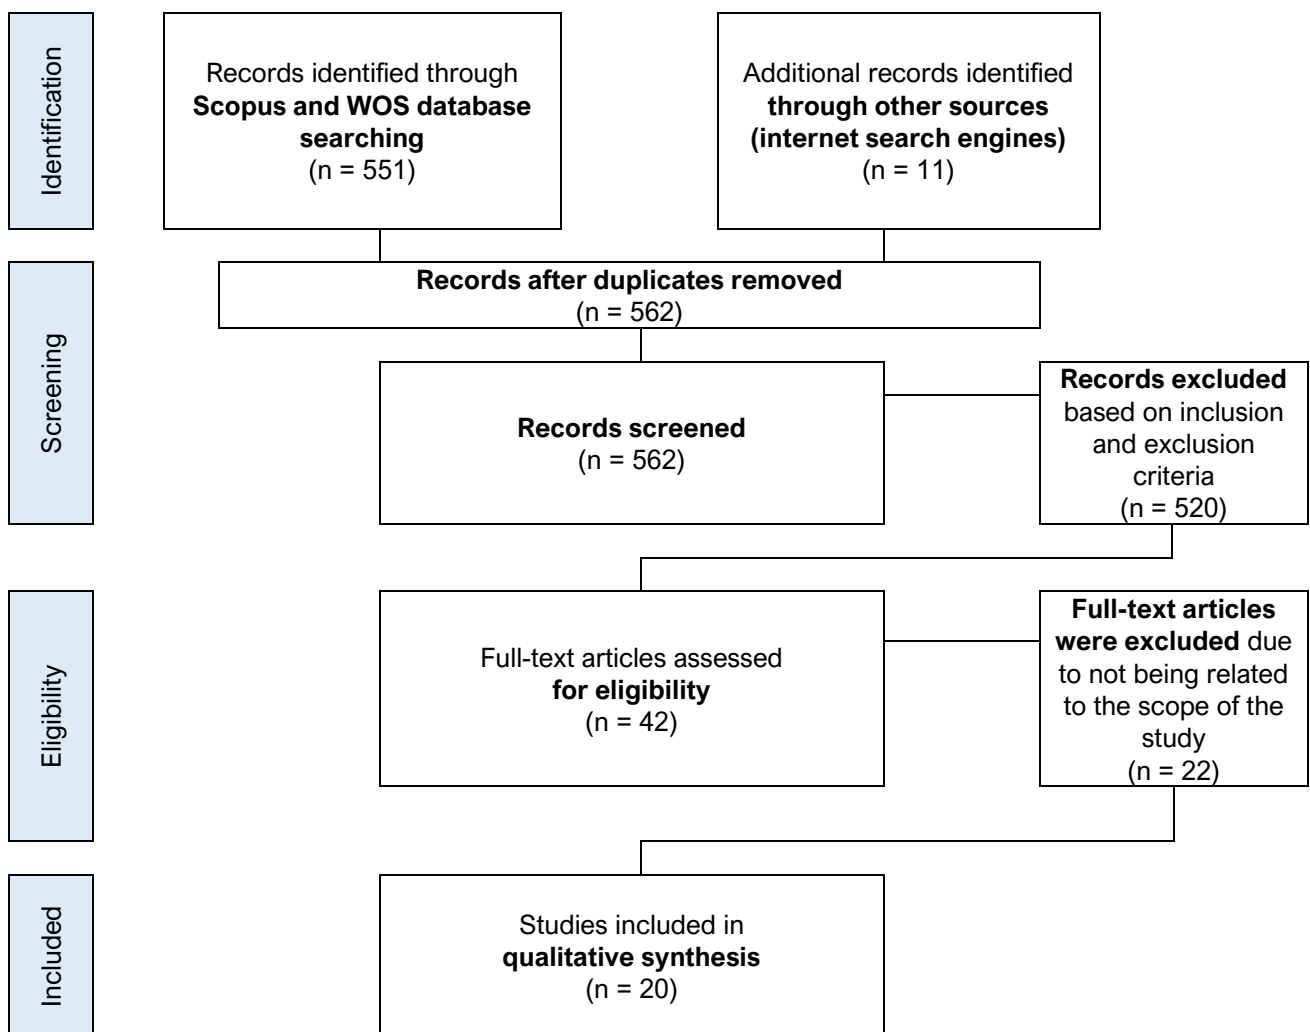 Identification
Records identified through
Scopus and WOS database
searching
(n = 551)
Additional records identified
through other sources
(internet search engines)
(n = 11)
Screening
Records after duplicates removed
(n = 562)
Records screened
(n = 562)
Records excluded
based on inclusion
and exclusion
criteria
(n = 520)
Eligibility
Full-text articles assessed
for eligibility
(n = 42)
Full-text articles
were excluded due
to not being related
to the scope of the
study
(n = 22)
Included
Studies included in
qualitative synthesis
(n = 20)